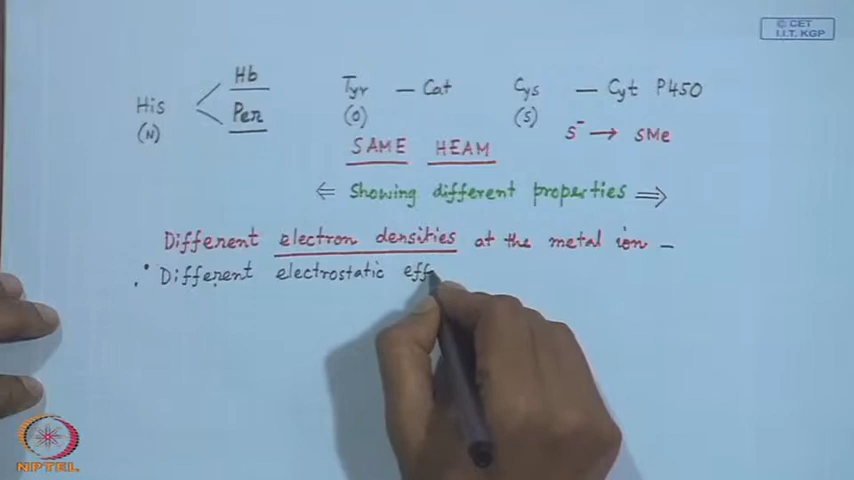 © CET
I.I.T. KGP
His
(N)
Hb
Per
Tyr — Cat
(O)
Cys — Cyt P450
(S)
S⁻ → SMe
SAME HEAM
⇐ Showing different properties ⇒
Different electron densities at the metal ion —
∴ Different electrostatic eff
NPTEL